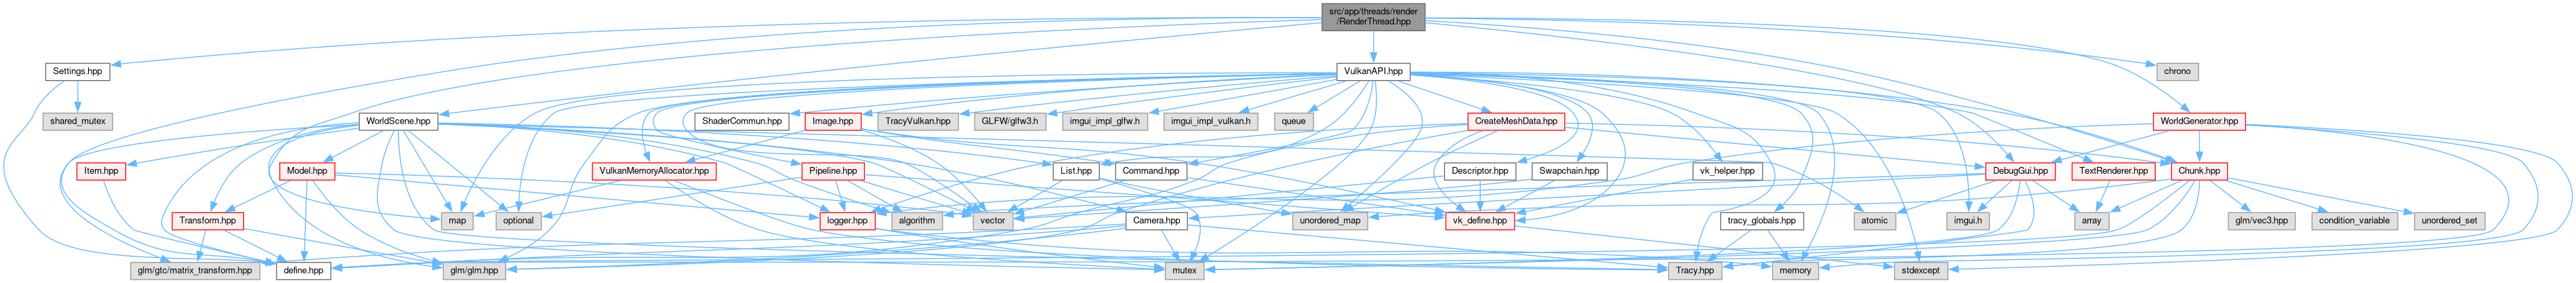 src/app/threads/render
/RenderThread.hpp
Settings.hpp
VulkanAPI.hpp
chrono
shared_mutex
WorldScene.hpp
ShaderCommun.hpp
Image.hpp
TracyVulkan.hpp
GLFW/glfw3.h
imgui_impl_glfw.h
imgui_impl_vulkan.h
queue
CreateMeshData.hpp
WorldGenerator.hpp
Item.hpp
Model.hpp
VulkanMemoryAllocator.hpp
Pipeline.hpp
List.hpp
Command.hpp
Descriptor.hpp
Swapchain.hpp
vk_helper.hpp
DebugGui.hpp
TextRenderer.hpp
Chunk.hpp
Transform.hpp
map
optional
logger.hpp
algorithm
vector
Camera.hpp
unordered_map
vk_define.hpp
tracy_globals.hpp
atomic
imgui.h
array
glm/vec3.hpp
condition_variable
unordered_set
glm/gtc/matrix_transform.hpp
define.hpp
glm/glm.hpp
mutex
Tracy.hpp
memory
stdexcept